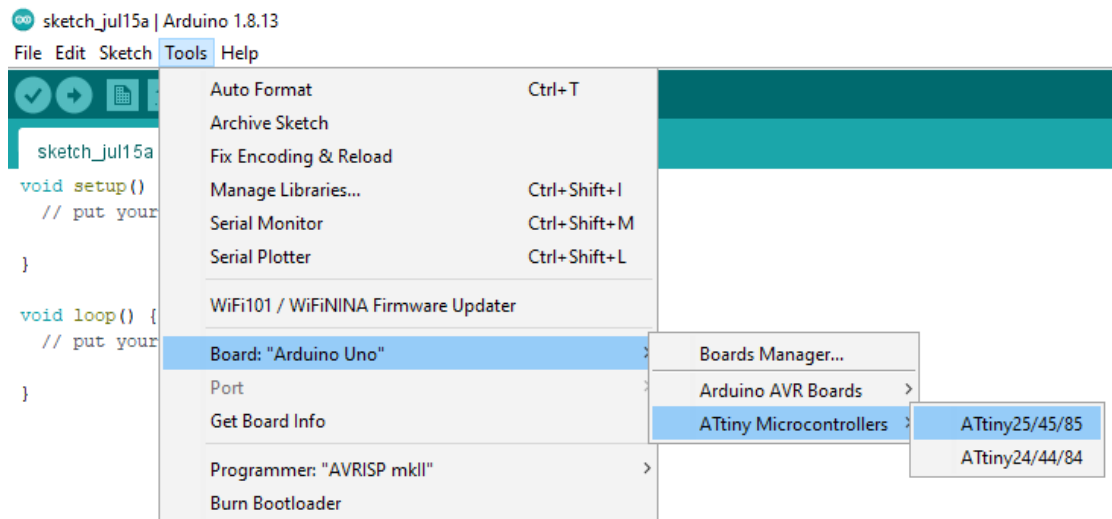 sketch_jul15a | Arduino 1.8.13
File Edit Sketch Tools Help
Auto Format Ctrl+T
Archive Sketch
sketch_jul15a
Fix Encoding & Reload
void setup()
Manage Libraries... Ctrl+Shift+I
// put your
Serial Monitor Ctrl+Shift+M
Serial Plotter Ctrl+Shift+L
}
WiFi101 / WiFiNINA Firmware Updater
void loop() {
// put your
Board: "Arduino Uno"
Boards Manager...
Port
Arduino AVR Boards
}
Get Board Info
ATtiny Microcontrollers
ATtiny25/45/85
ATtiny24/44/84
Programmer: "AVRISP mkII"
Burn Bootloader